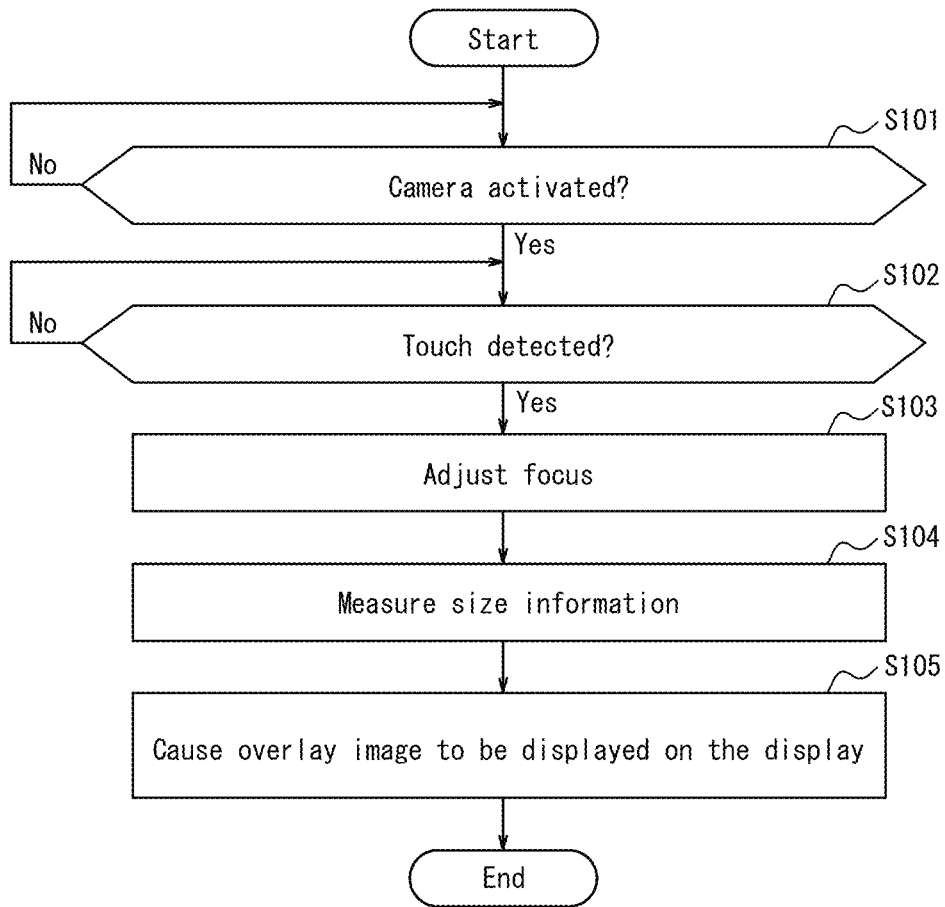 Start
S101
No
Camera activated?
Yes
S102
No
Touch detected?
Yes
S103
Adjust focus
S104
Measure size information
S105
Cause overlay image to be displayed on the display
End